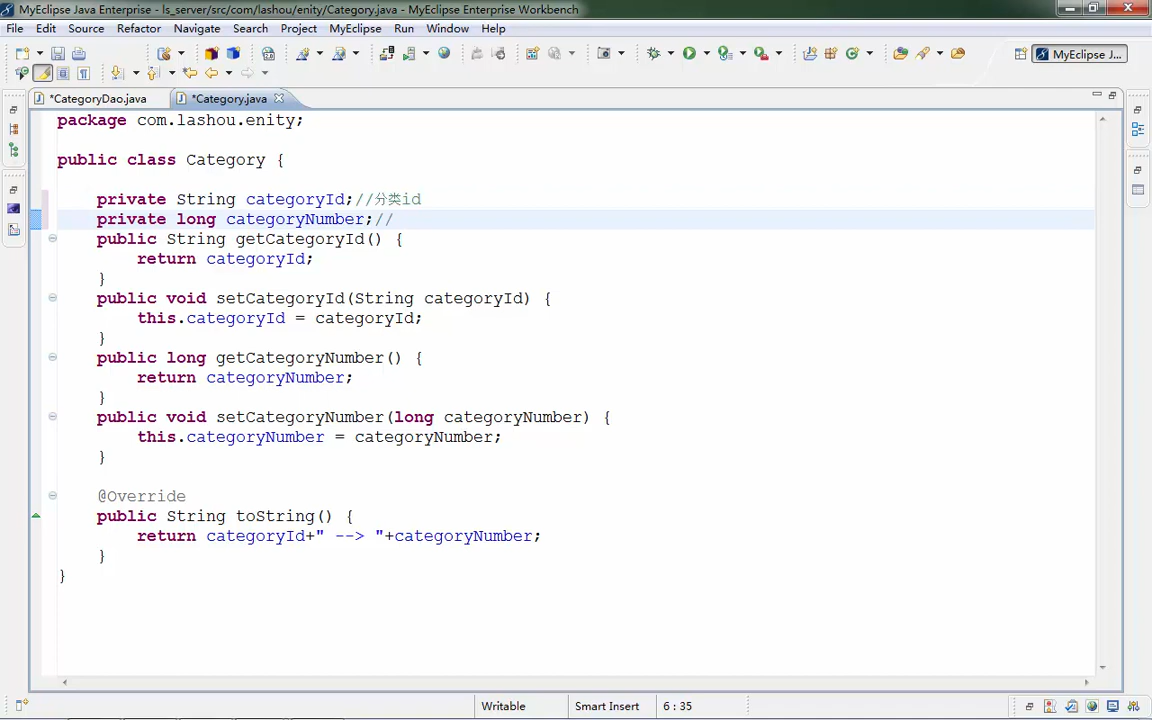 MyEclipse Java Enterprise - ls_server/src/com/lashou/enity/Category.java - MyEclipse Enterprise Workbench
File Edit Source Refactor Navigate Search Project MyEclipse Run Window Help
MyEclipse J...
*CategoryDao.java *Category.java
package com.lashou.enity;
public class Category {
private String categoryId;//分类id
private long categoryNumber;//
public String getCategoryId() {
return categoryId;
}
public void setCategoryId(String categoryId) {
this.categoryId = categoryId;
}
public long getCategoryNumber() {
return categoryNumber;
}
public void setCategoryNumber(long categoryNumber) {
this.categoryNumber = categoryNumber;
}
@Override
public String toString() {
return categoryId+" --> "+categoryNumber;
}
}
Writable Smart Insert 6 : 35